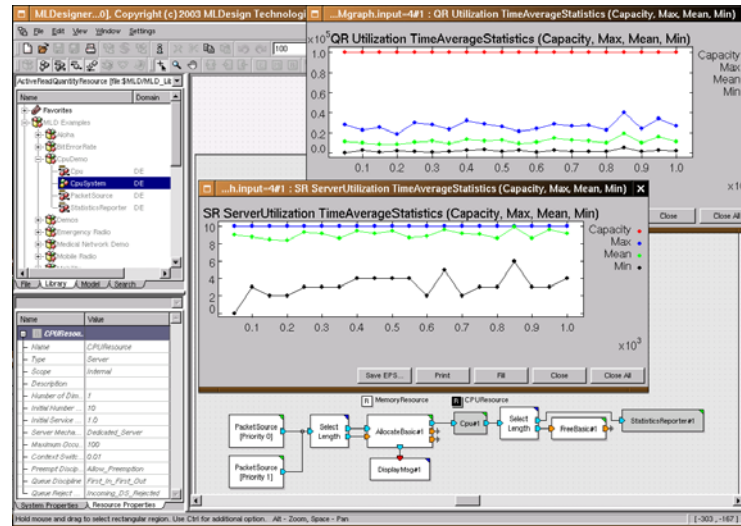 MLDesigner...0], Copyright (c) 2003 MLDesign Technologi
File Edit View Window Settings
100
ActiveReadQuantityResource [file:$MLD/MLD_Lib
Name Domain
Favorites
MLD Examples
Aloha
BitErrorRate
CpuDemo
Cpu DE
CpuSystem DE
PacketSource DE
StatisticsReporter DE
Demos
Emergency Radio
Medical Network Demo
Mobile Radio
File Library Model Search
Name Value
CPUResou..
Name CPUResource
Type Server
Scope Internal
Description
Number of Dim.. 1
Initial Number .. 10
Initial Service .. 1.0
Server Mecha.. Dedicated_Server
Maximum Occu.. 100
Context Switc.. 0.01
Preempt Discip.. Allow_Preemption
Queue Discipline First_In_First_Out
Queue Reject .. Incoming_DS_Rejected
System Properties Resource Properties
Hold mouse and drag to select rectangular region. Use Ctrl for additional option. Alt - Zoom, Space - Pan
[-303 , -167]
...Mgraph.input=4#1 : QR Utilization TimeAverageStatistics (Capacity, Max, Mean, Min)
x10⁵ QR Utilization TimeAverageStatistics (Capacity, Max, Mean, Min)
Capacity
Max
Mean
Min
1.0
0.8
0.6
0.4
0.2
0.0
0.1 0.2 0.3 0.4 0.5 0.6 0.7 0.8 0.9 1.0
Close Close All
...h.input=4#1 : SR ServerUtilization TimeAverageStatistics (Capacity, Max, Mean, Min)
SR ServerUtilization TimeAverageStatistics (Capacity, Max, Mean, Min)
Capacity
Max
Mean
Min
10
8
6
4
2
0
0.1 0.2 0.3 0.4 0.5 0.6 0.7 0.8 0.9 1.0
x10³
Save EPS... Print Fill Close Close All
R MemoryResource R CPUResource
PacketSource
[Priority 0]
Select
Length
AllocateBasic#1
Cpu#1
Select
Length
FreeBasic#1
StatisticsReporter#1
PacketSource
[Priority 1]
DisplayMsg#1